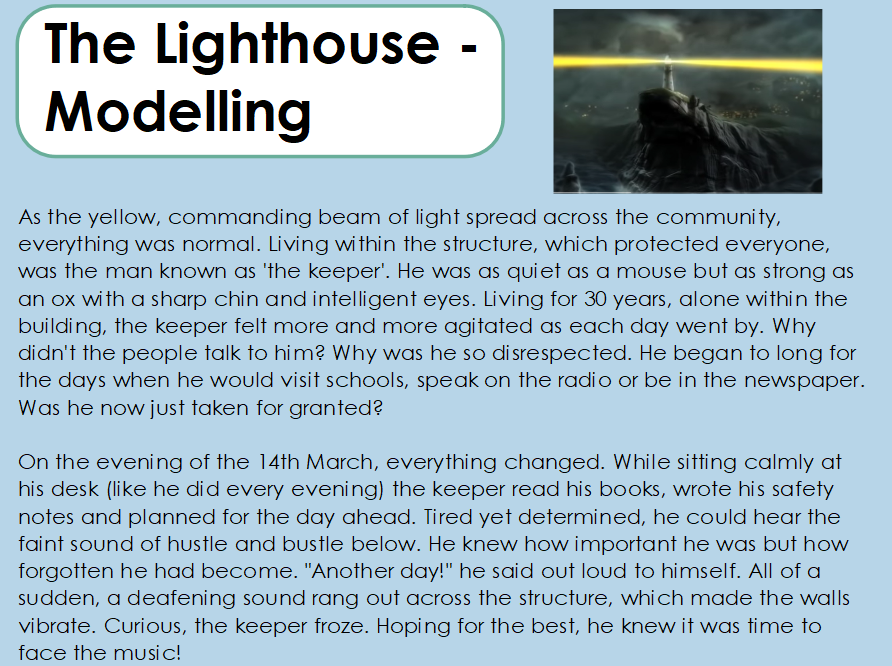 The Lighthouse -
Modelling
As the yellow, commanding beam of light spread across the community,
everything was normal. Living within the structure, which protected everyone,
was the man known as 'the keeper'. He was as quiet as a mouse but as strong as
an ox with a sharp chin and intelligent eyes. Living for 30 years, alone within the
building, the keeper felt more and more agitated as each day went by. Why
didn't the people talk to him? Why was he so disrespected. He began to long for
the days when he would visit schools, speak on the radio or be in the newspaper.
Was he now just taken for granted?
On the evening of the 14th March, everything changed. While sitting calmly at
his desk (like he did every evening) the keeper read his books, wrote his safety
notes and planned for the day ahead. Tired yet determined, he could hear the
faint sound of hustle and bustle below. He knew how important he was but how
forgotten he had become. "Another day!" he said out loud to himself. All of a
sudden, a deafening sound rang out across the structure, which made the walls
vibrate. Curious, the keeper froze. Hoping for the best, he knew it was time to
face the music!